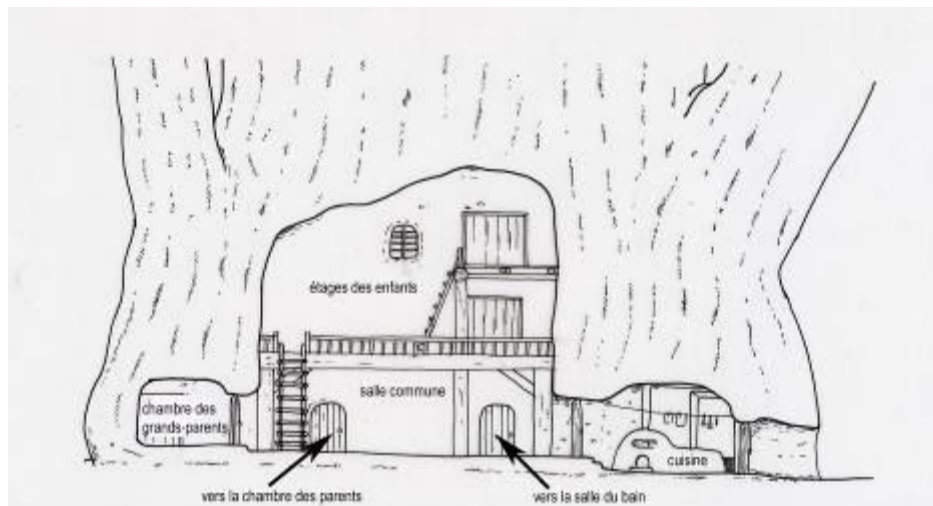 étages des enfants
salle commune
chambre des
grands-parents
cuisine
vers la chambre des parents
vers la salle du bain